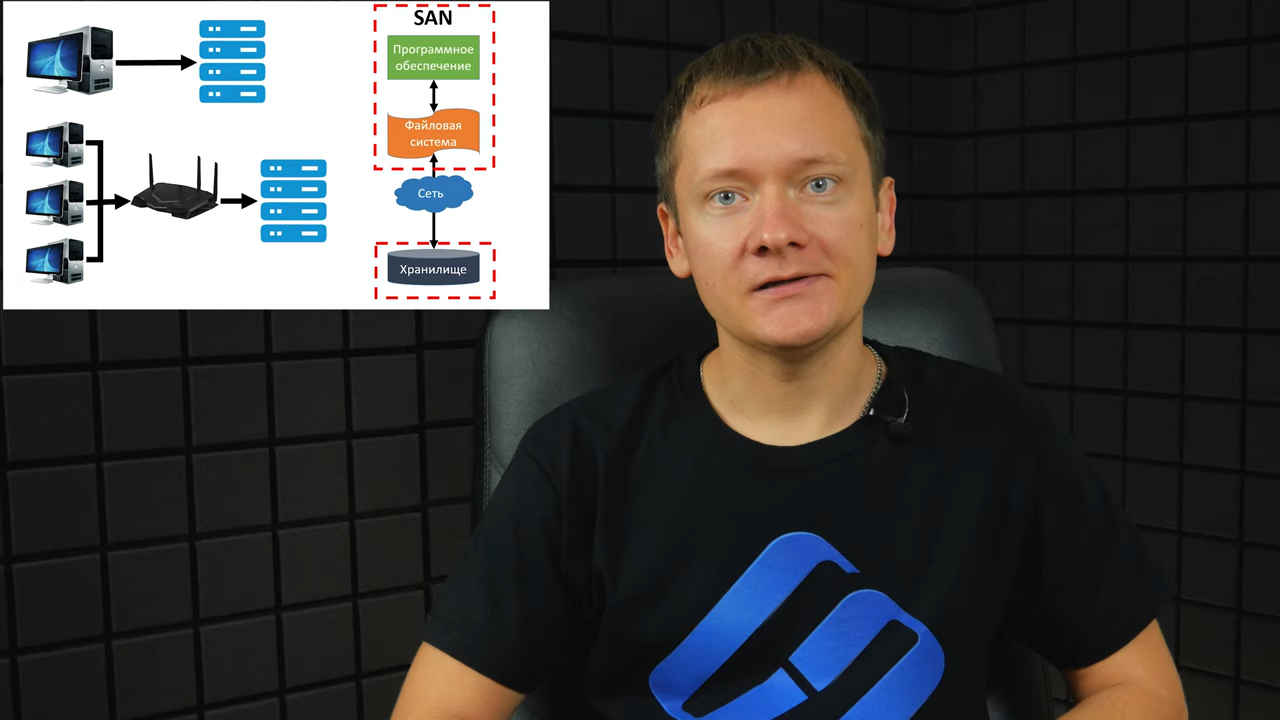 SAN
Программное
обеспечение
Файловая
система
Сеть
Хранилище